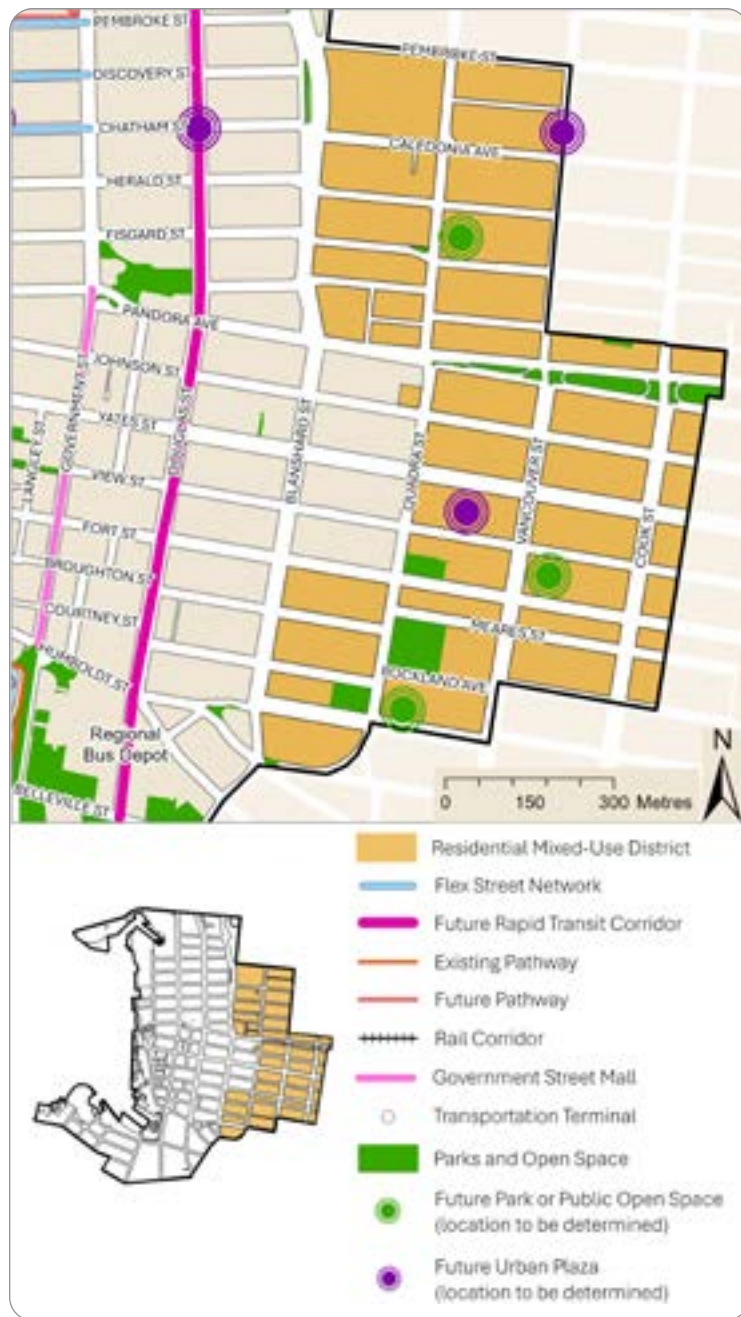 PEMBROKE ST
DISCOVERY ST
CHATHAM ST
HERALD ST
FISGARD ST
PANDORA AVE
JOHNSON ST
YATES ST
VIEW ST
FORT ST
BROUGHTON ST
COURTNEY ST
HUMBOLDT ST
BELLEVILLE ST
LANGLEY ST
GOVERNMENT ST
DOUGLAS ST
BLANSHARD ST
QUADRA ST
VANCOUVER ST
COOK ST
PEMBROKE ST
CALEDONIA AVE
MEARES ST
ROCKLAND AVE
Regional
Bus Depot
N
0 150 300 Metres
Residential Mixed-Use District
Flex Street Network
Future Rapid Transit Corridor
Existing Pathway
Future Pathway
Rail Corridor
Government Street Mall
Transportation Terminal
Parks and Open Space
Future Park or Public Open Space
(location to be determined)
Future Urban Plaza
(location to be determined)